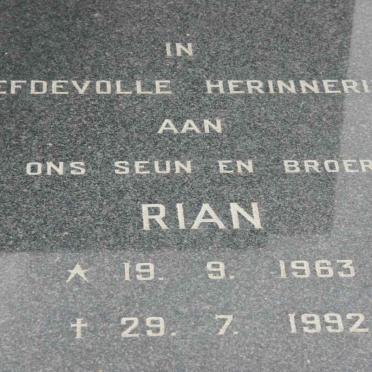 IN
EFDEVOLLE HERINNERI
AAN
ONS SEUN EN BROER
RIAN
★ 19. 9. 1963
† 29. 7. 1992